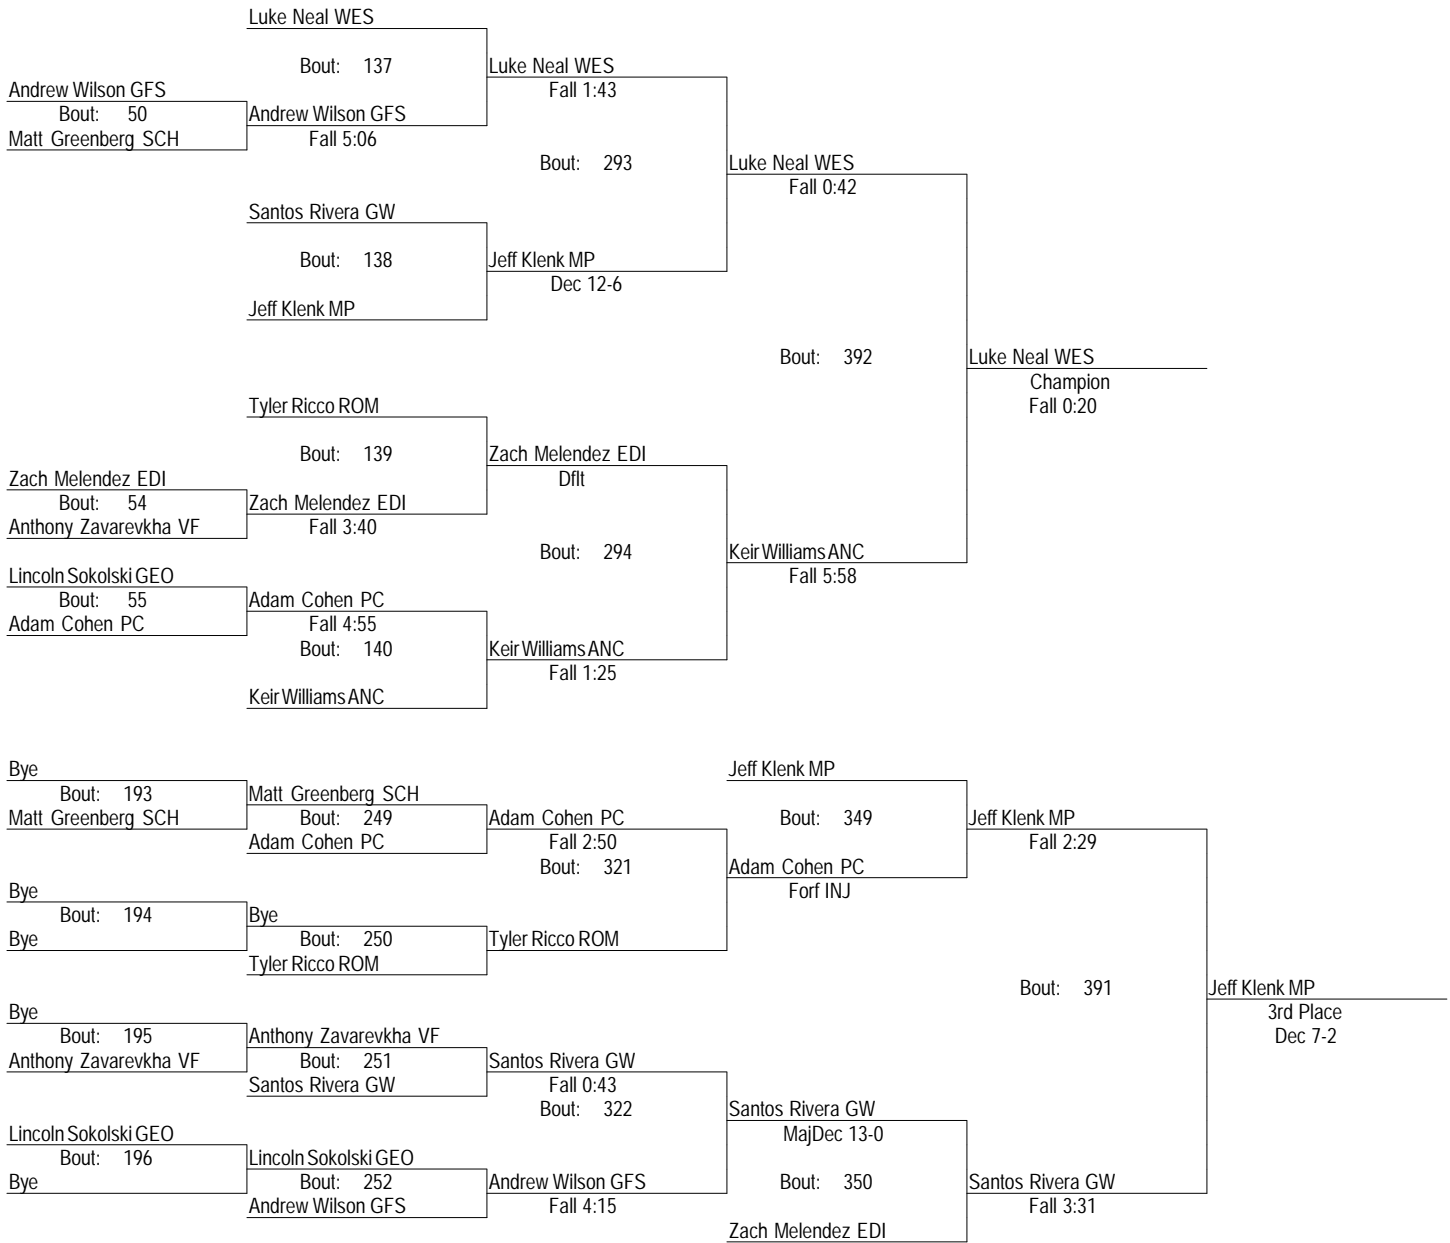 Luke Neal WES
Bout: 137
Luke Neal WES
Fall 1:43
Andrew Wilson GFS
Bout: 50
Matt Greenberg SCH
Andrew Wilson GFS
Fall 5:06
Bout: 293
Luke Neal WES
Fall 0:42
Santos Rivera GW
Bout: 138
Jeff Klenk MP
Dec 12-6
Jeff Klenk MP
Bout: 392
Luke Neal WES
Champion
Fall 0:20
Tyler Ricco ROM
Bout: 139
Zach Melendez EDI
Dflt
Zach Melendez EDI
Bout: 54
Anthony Zavarevkha VF
Zach Melendez EDI
Fall 3:40
Bout: 294
Keir Williams ANC
Fall 5:58
Lincoln Sokolski GEO
Bout: 55
Adam Cohen PC
Adam Cohen PC
Fall 4:55
Bout: 140
Keir Williams ANC
Fall 1:25
Keir Williams ANC
Bye
Bout: 193
Matt Greenberg SCH
Matt Greenberg SCH
Bout: 249
Adam Cohen PC
Adam Cohen PC
Fall 2:50
Bout: 321
Jeff Klenk MP
Bout: 349
Adam Cohen PC
Forf INJ
Jeff Klenk MP
Fall 2:29
Bye
Bout: 194
Bye
Bye
Bout: 250
Tyler Ricco ROM
Tyler Ricco ROM
Bout: 391
Jeff Klenk MP
3rd Place
Dec 7-2
Bye
Bout: 195
Anthony Zavarevkha VF
Anthony Zavarevkha VF
Bout: 251
Santos Rivera GW
Santos Rivera GW
Fall 0:43
Bout: 322
Santos Rivera GW
MajDec 13-0
Lincoln Sokolski GEO
Bout: 196
Bye
Lincoln Sokolski GEO
Bout: 252
Andrew Wilson GFS
Andrew Wilson GFS
Fall 4:15
Bout: 350
Zach Melendez EDI
Santos Rivera GW
Fall 3:31